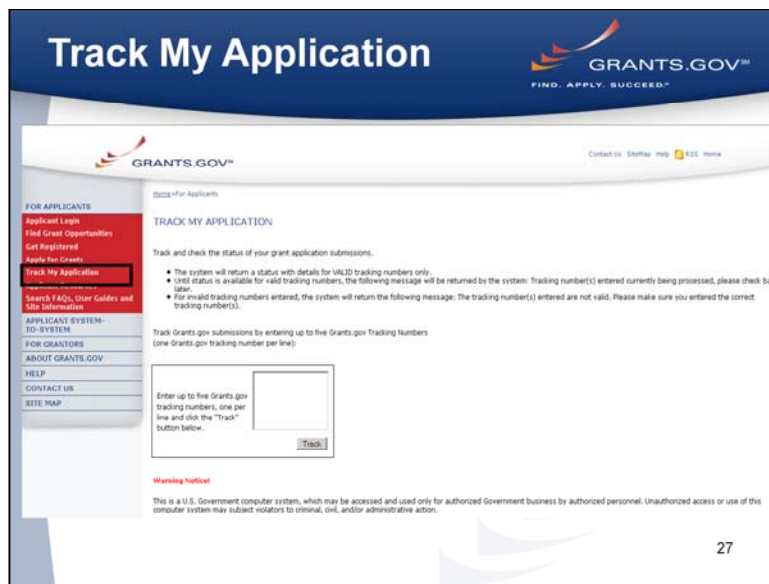 Track My Application
GRANTS.GOV℠
FIND. APPLY. SUCCEED.℠
GRANTS.GOV℠
Contact Us SiteMap Help RSS Home
Home>For Applicants
FOR APPLICANTS
Applicant Login
Find Grant Opportunities
Get Registered
Apply for Grants
Track My Application
Applicant Resources
Search FAQs, User Guides and
Site Information
APPLICANT SYSTEM-
TO-SYSTEM
FOR GRANTORS
ABOUT GRANTS.GOV
HELP
CONTACT US
SITE MAP
TRACK MY APPLICATION
Track and check the status of your grant application submissions.
• The system will return a status with details for VALID tracking numbers only.
• Until status is available for valid tracking numbers, the following message will be returned by the system: Tracking number(s) entered currently being processed, please check ba
later.
• For invalid tracking numbers entered, the system will return the following message: The tracking number(s) entered are not valid. Please make sure you entered the correct
tracking number(s).
Track Grants.gov submissions by entering up to five Grants.gov Tracking Numbers
(one Grants.gov tracking number per line):
Enter up to five Grants.gov
tracking numbers, one per
line and click the "Track"
button below.
Track
Warning Notice!
This is a U.S. Government computer system, which may be accessed and used only for authorized Government business by authorized personnel. Unauthorized access or use of this
computer system may subject violators to criminal, civil, and/or administrative action.
27